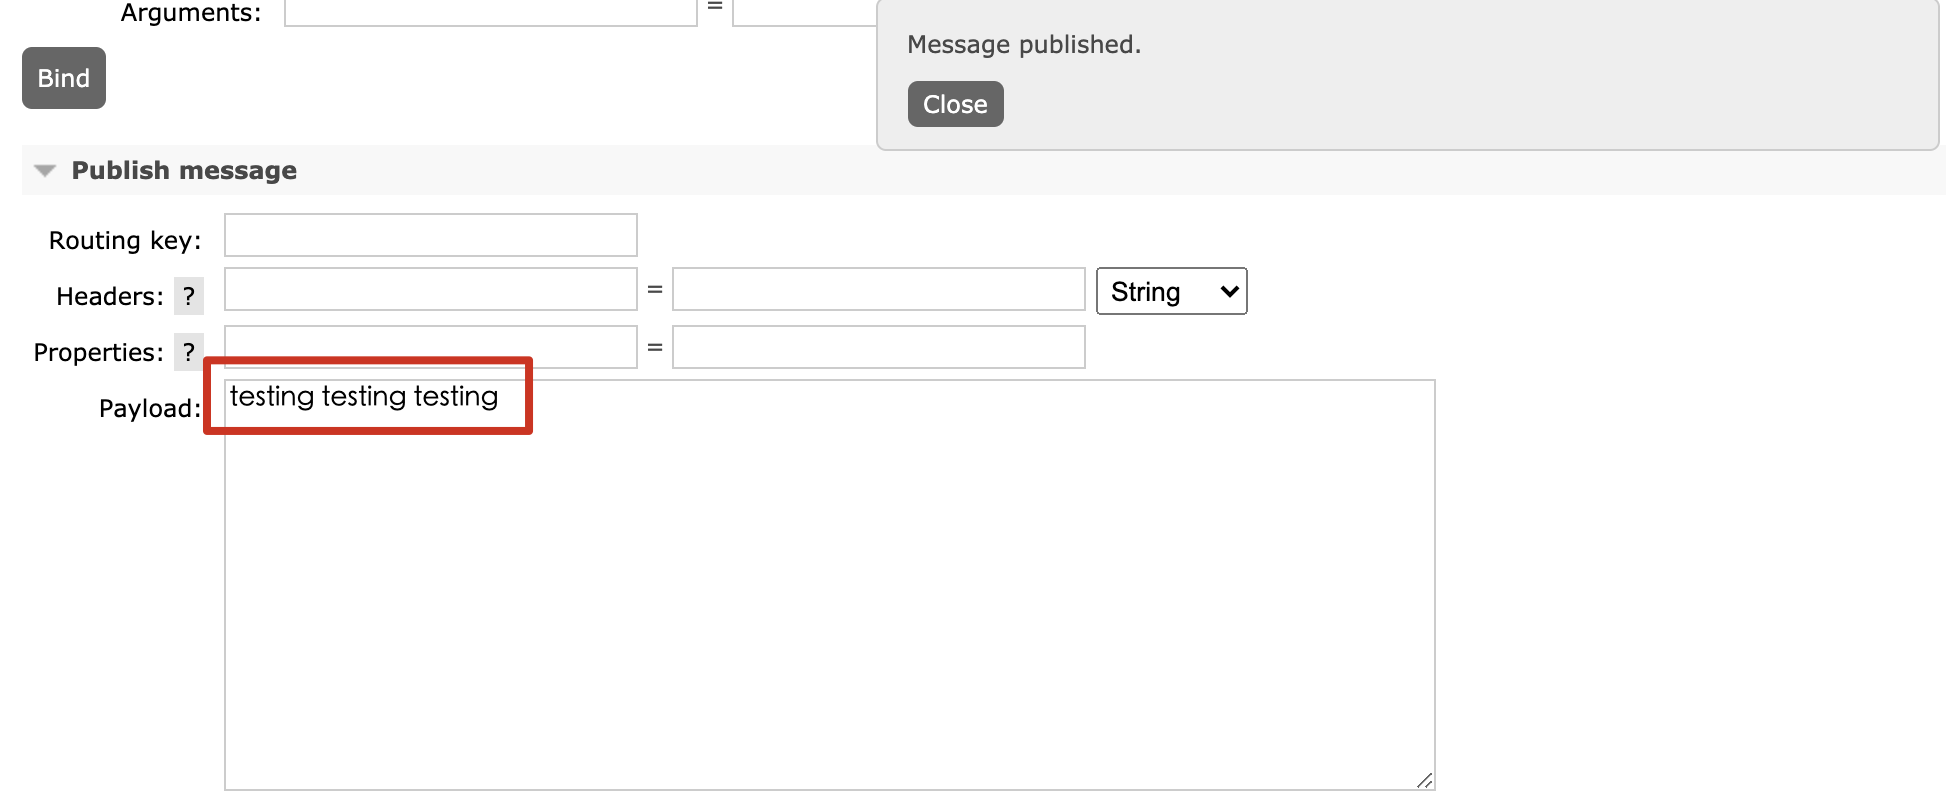 Arguments: =
Message published.
Close
Bind
Publish message
Routing key:
Headers: ? = String
Properties: ? =
Payload: testing testing testing